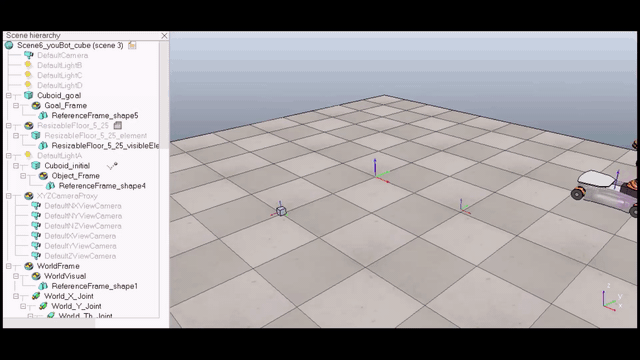 Scene hierarchy
Scene6_youBot_cube (scene 3)
DefaultCamera
DefaultLightB
DefaultLightC
DefaultLightD
Cuboid_goal
Goal_Frame
ReferenceFrame_shape5
ResizableFloor_5_25
ResizableFloor_5_25_element
ResizableFloor_5_25_visibleEle
DefaultLightA
Cuboid_initial
Object_Frame
ReferenceFrame_shape4
XYZCameraProxy
DefaultNXViewCamera
DefaultNYViewCamera
DefaultNZViewCamera
DefaultXViewCamera
DefaultYViewCamera
DefaultZViewCamera
WorldFrame
WorldVisual
ReferenceFrame_shape1
World_X_Joint
World_Y_Joint
World_Th_Joint